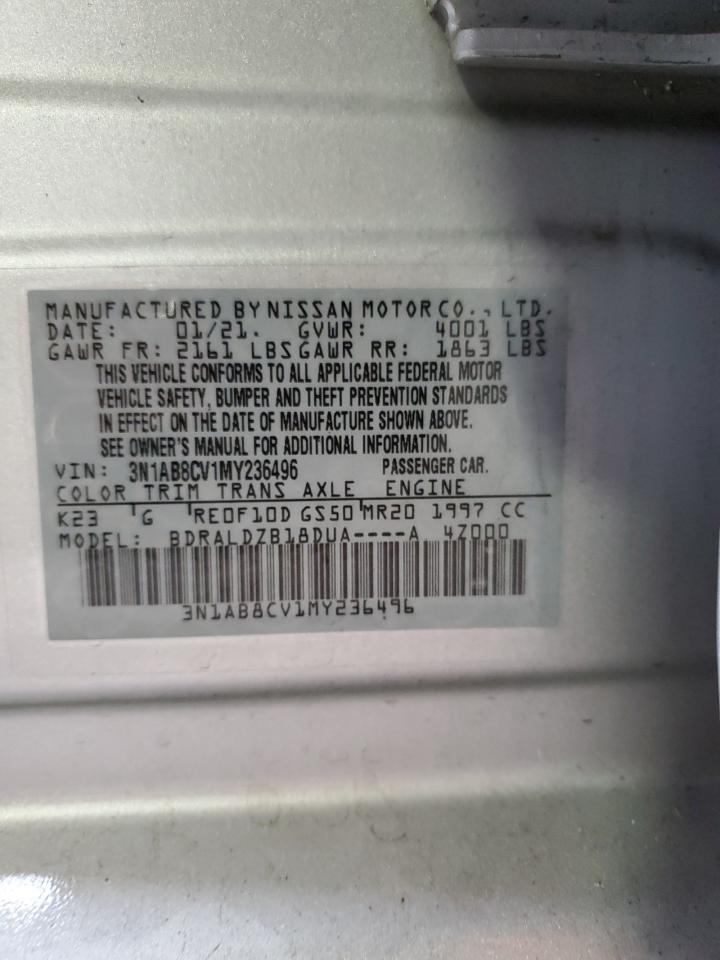 MANUFACTURED BY NISSAN MOTOR CO., LTD.
DATE: 01/21. GVWR: 4001 LBS
GAWR FR: 2161 LBS GAWR RR: 1863 LBS
THIS VEHICLE CONFORMS TO ALL APPLICABLE FEDERAL MOTOR
VEHICLE SAFETY, BUMPER AND THEFT PREVENTION STANDARDS
IN EFFECT ON THE DATE OF MANUFACTURE SHOWN ABOVE.
SEE OWNER'S MANUAL FOR ADDITIONAL INFORMATION.
VIN: 3N1AB8CV1MY236496 PASSENGER CAR.
COLOR TRIM TRANS AXLE ENGINE
K23 G RE0F10D GS50 MR20 1997 CC
MODEL: BDRALDZB18DUA----A 4Z000
3N1AB8CV1MY236496